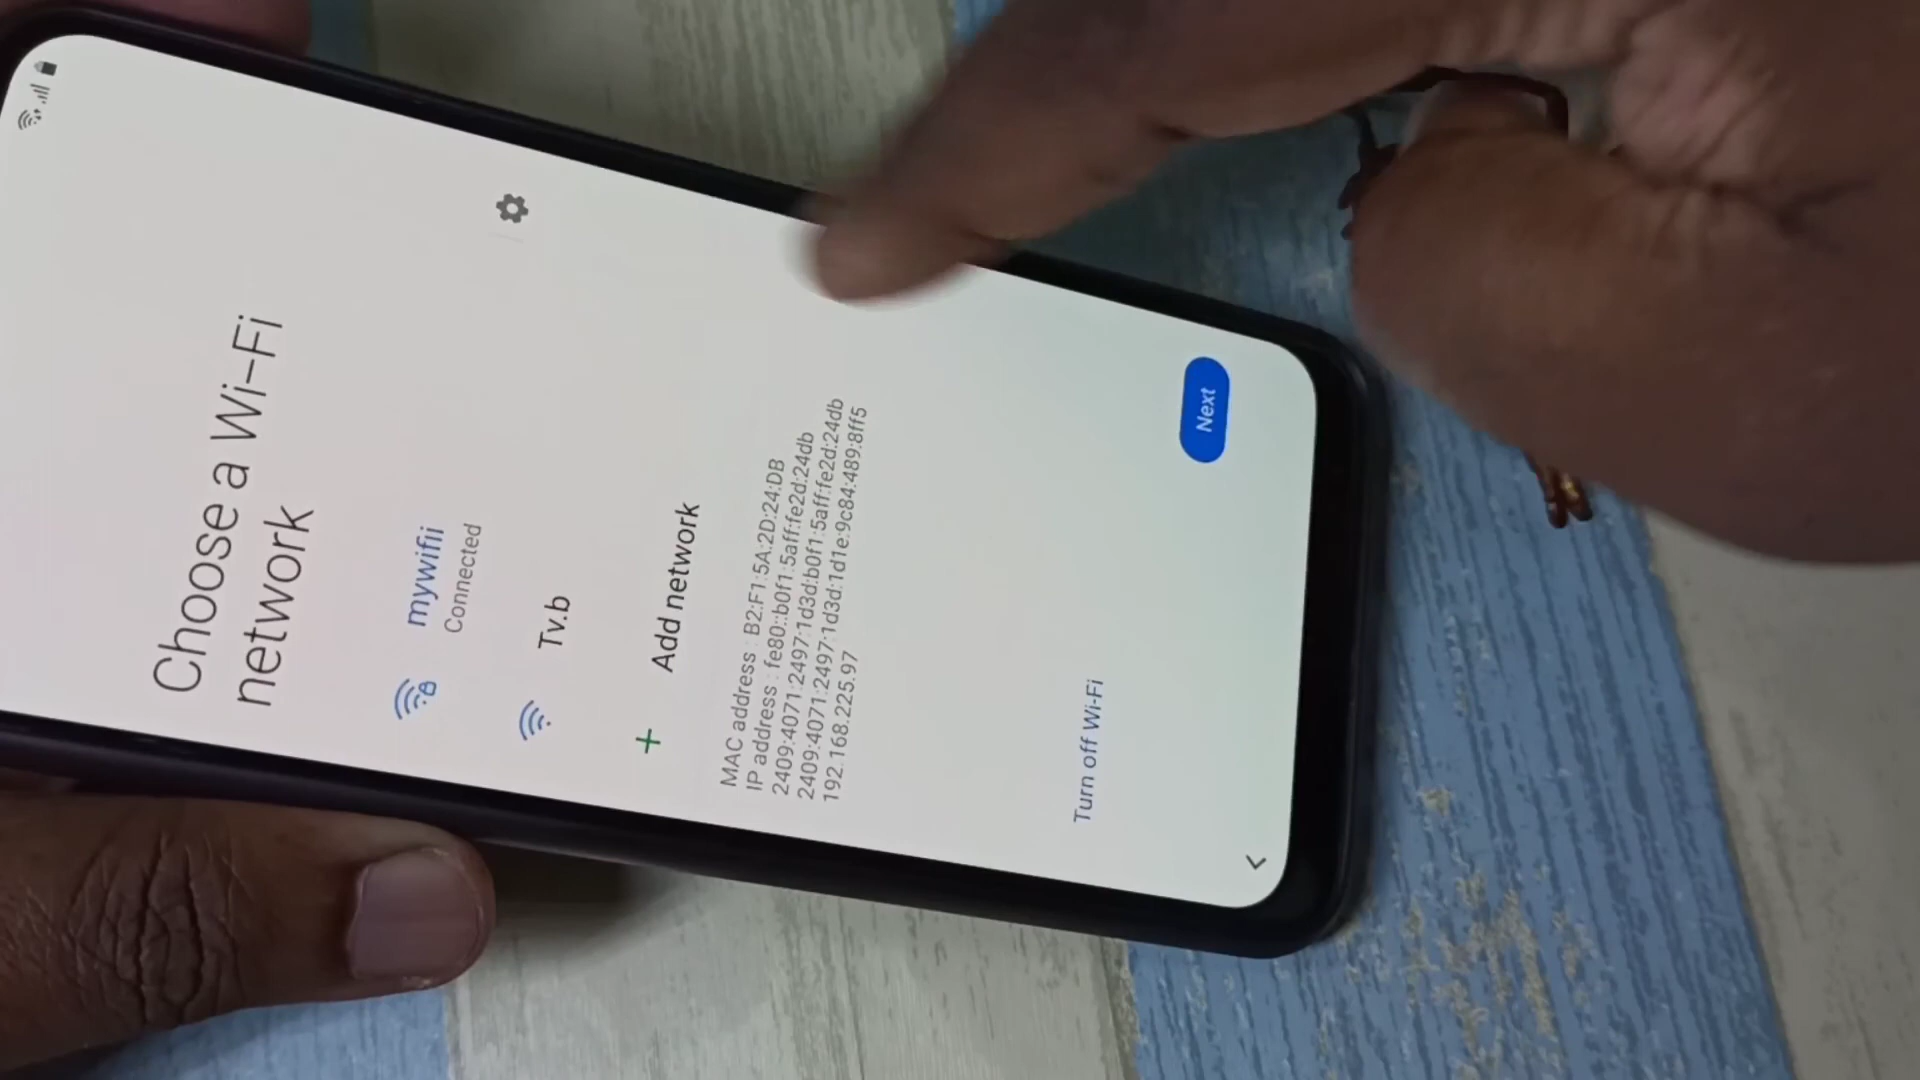 Choose a Wi-Fi
network
mywifii
Connected
Tv.b
Add network
MAC address : B2:F1:5A:2D:24:DB
IP address : fe80::b0f1:5aff:fe2d:24db
2409:4071:2497:1d3d:b0f1:5aff:fe2d:24db
2409:4071:2497:1d3d:1d1e:9c84:489:8ff5
192.168.225.97
Turn off Wi-Fi
Next